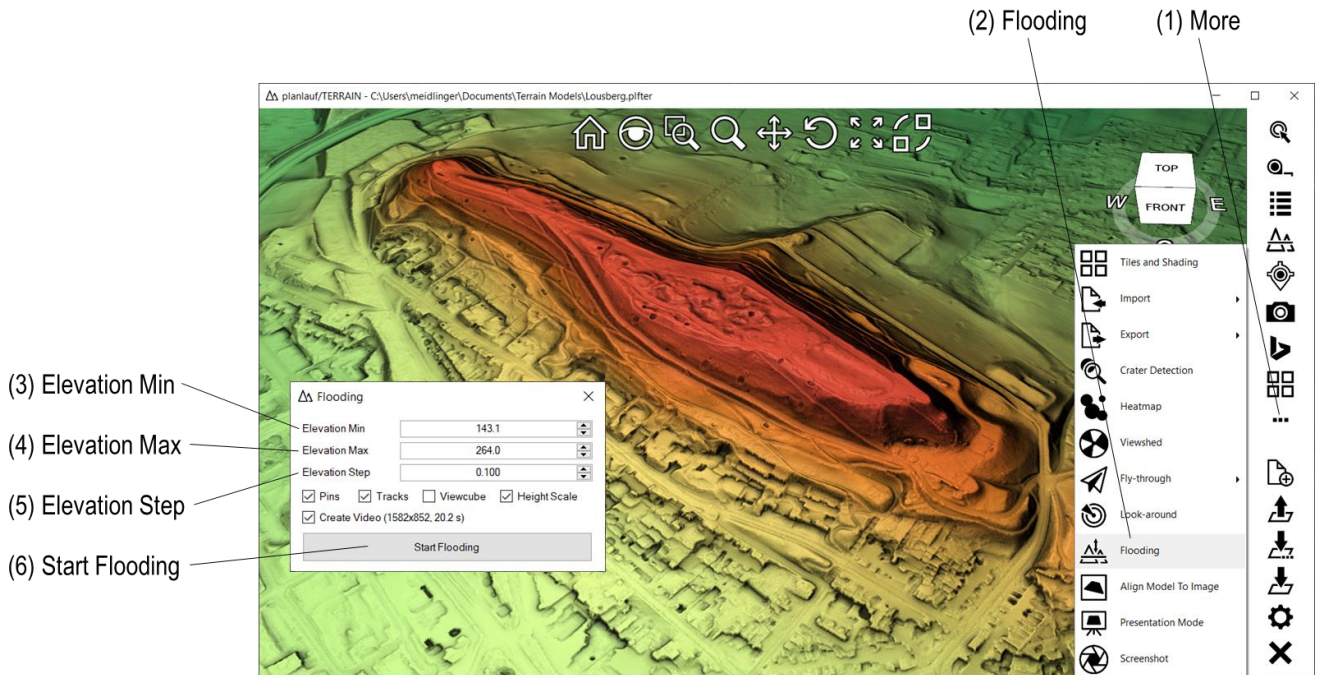 (2) Flooding
(1) More
planlauf/TERRAIN - C:\Users\meidlinger\Documents\Terrain Models\Lousberg.plfter
TOP
W
FRONT
E
Tiles and Shading
Import
Export
Crater Detection
Heatmap
Viewshed
Fly-through
Look-around
Flooding
Align Model To Image
Presentation Mode
Screenshot
(3) Elevation Min
(4) Elevation Max
(5) Elevation Step
(6) Start Flooding
Flooding
Elevation Min 143.1
Elevation Max 264.0
Elevation Step 0.100
Pins Tracks Viewcube Height Scale
Create Video (1582x852, 20.2 s)
Start Flooding